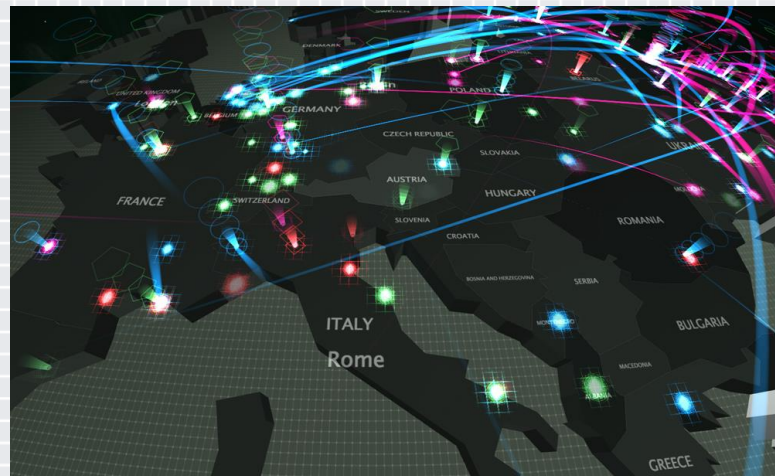 DENMARK
UNITED KINGDOM
London
BELGIUM
GERMANY
Berlin
POLAND
BELARUS
CZECH REPUBLIC
SLOVAKIA
UKRAINE
AUSTRIA
HUNGARY
MOLDOVA
FRANCE
SWITZERLAND
SLOVENIA
ROMANIA
CROATIA
BOSNIA AND HERZEGOVINA
SERBIA
ITALY
MONTENEGRO
BULGARIA
Rome
MACEDONIA
ALBANIA
GREECE